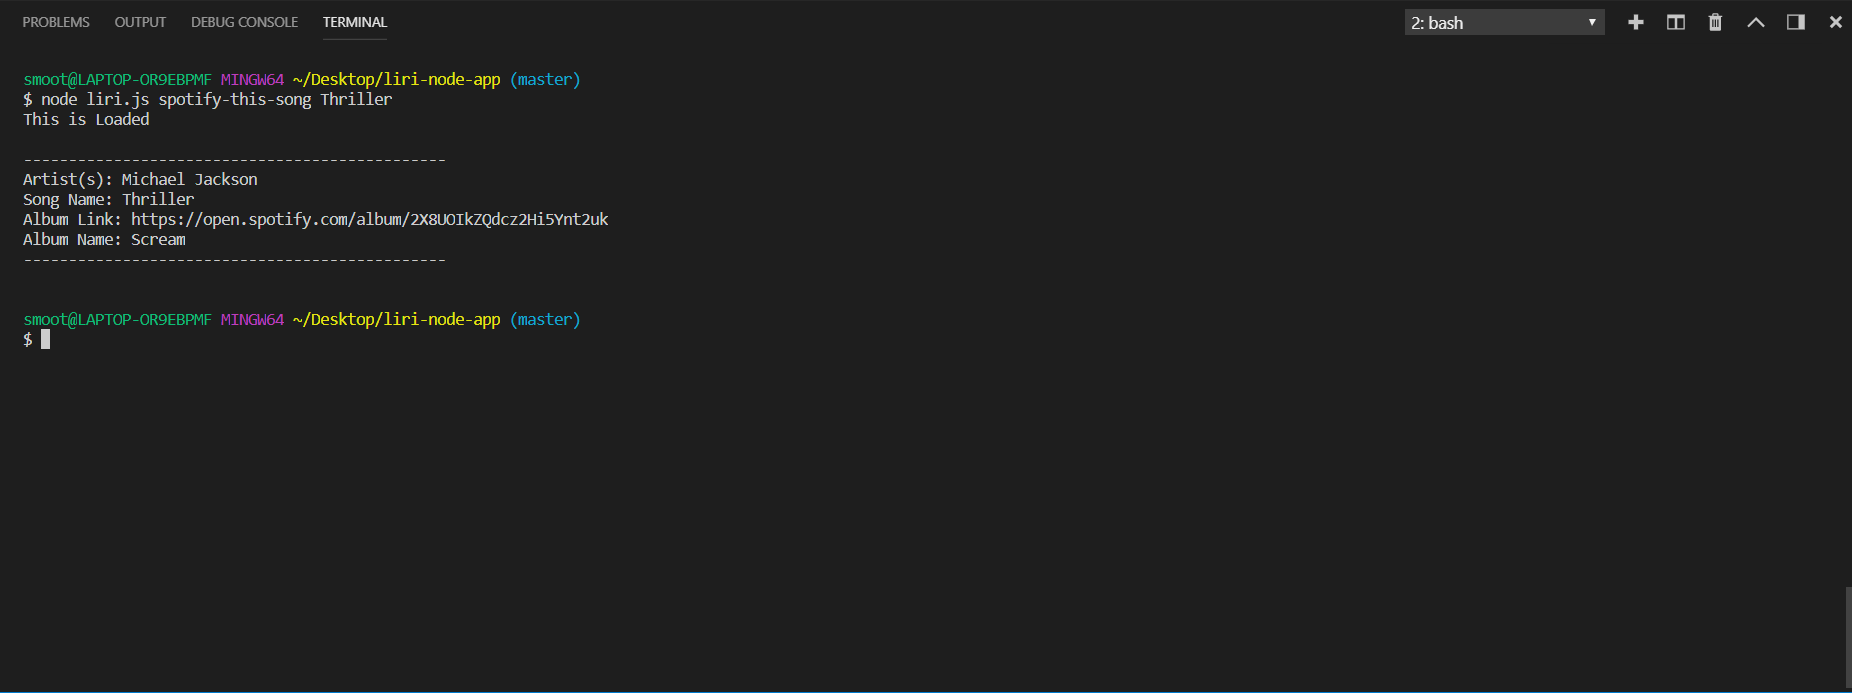 PROBLEMS OUTPUT DEBUG CONSOLE TERMINAL 2: bash
smoot@LAPTOP-OR9EBPMF MINGW64 ~/Desktop/liri-node-app (master)
$ node liri.js spotify-this-song Thriller
This is Loaded
-----------------------------------------------
Artist(s): Michael Jackson
Song Name: Thriller
Album Link: https://open.spotify.com/album/2X8UOIkZQdcz2Hi5Ynt2uk
Album Name: Scream
-----------------------------------------------
smoot@LAPTOP-OR9EBPMF MINGW64 ~/Desktop/liri-node-app (master)
$